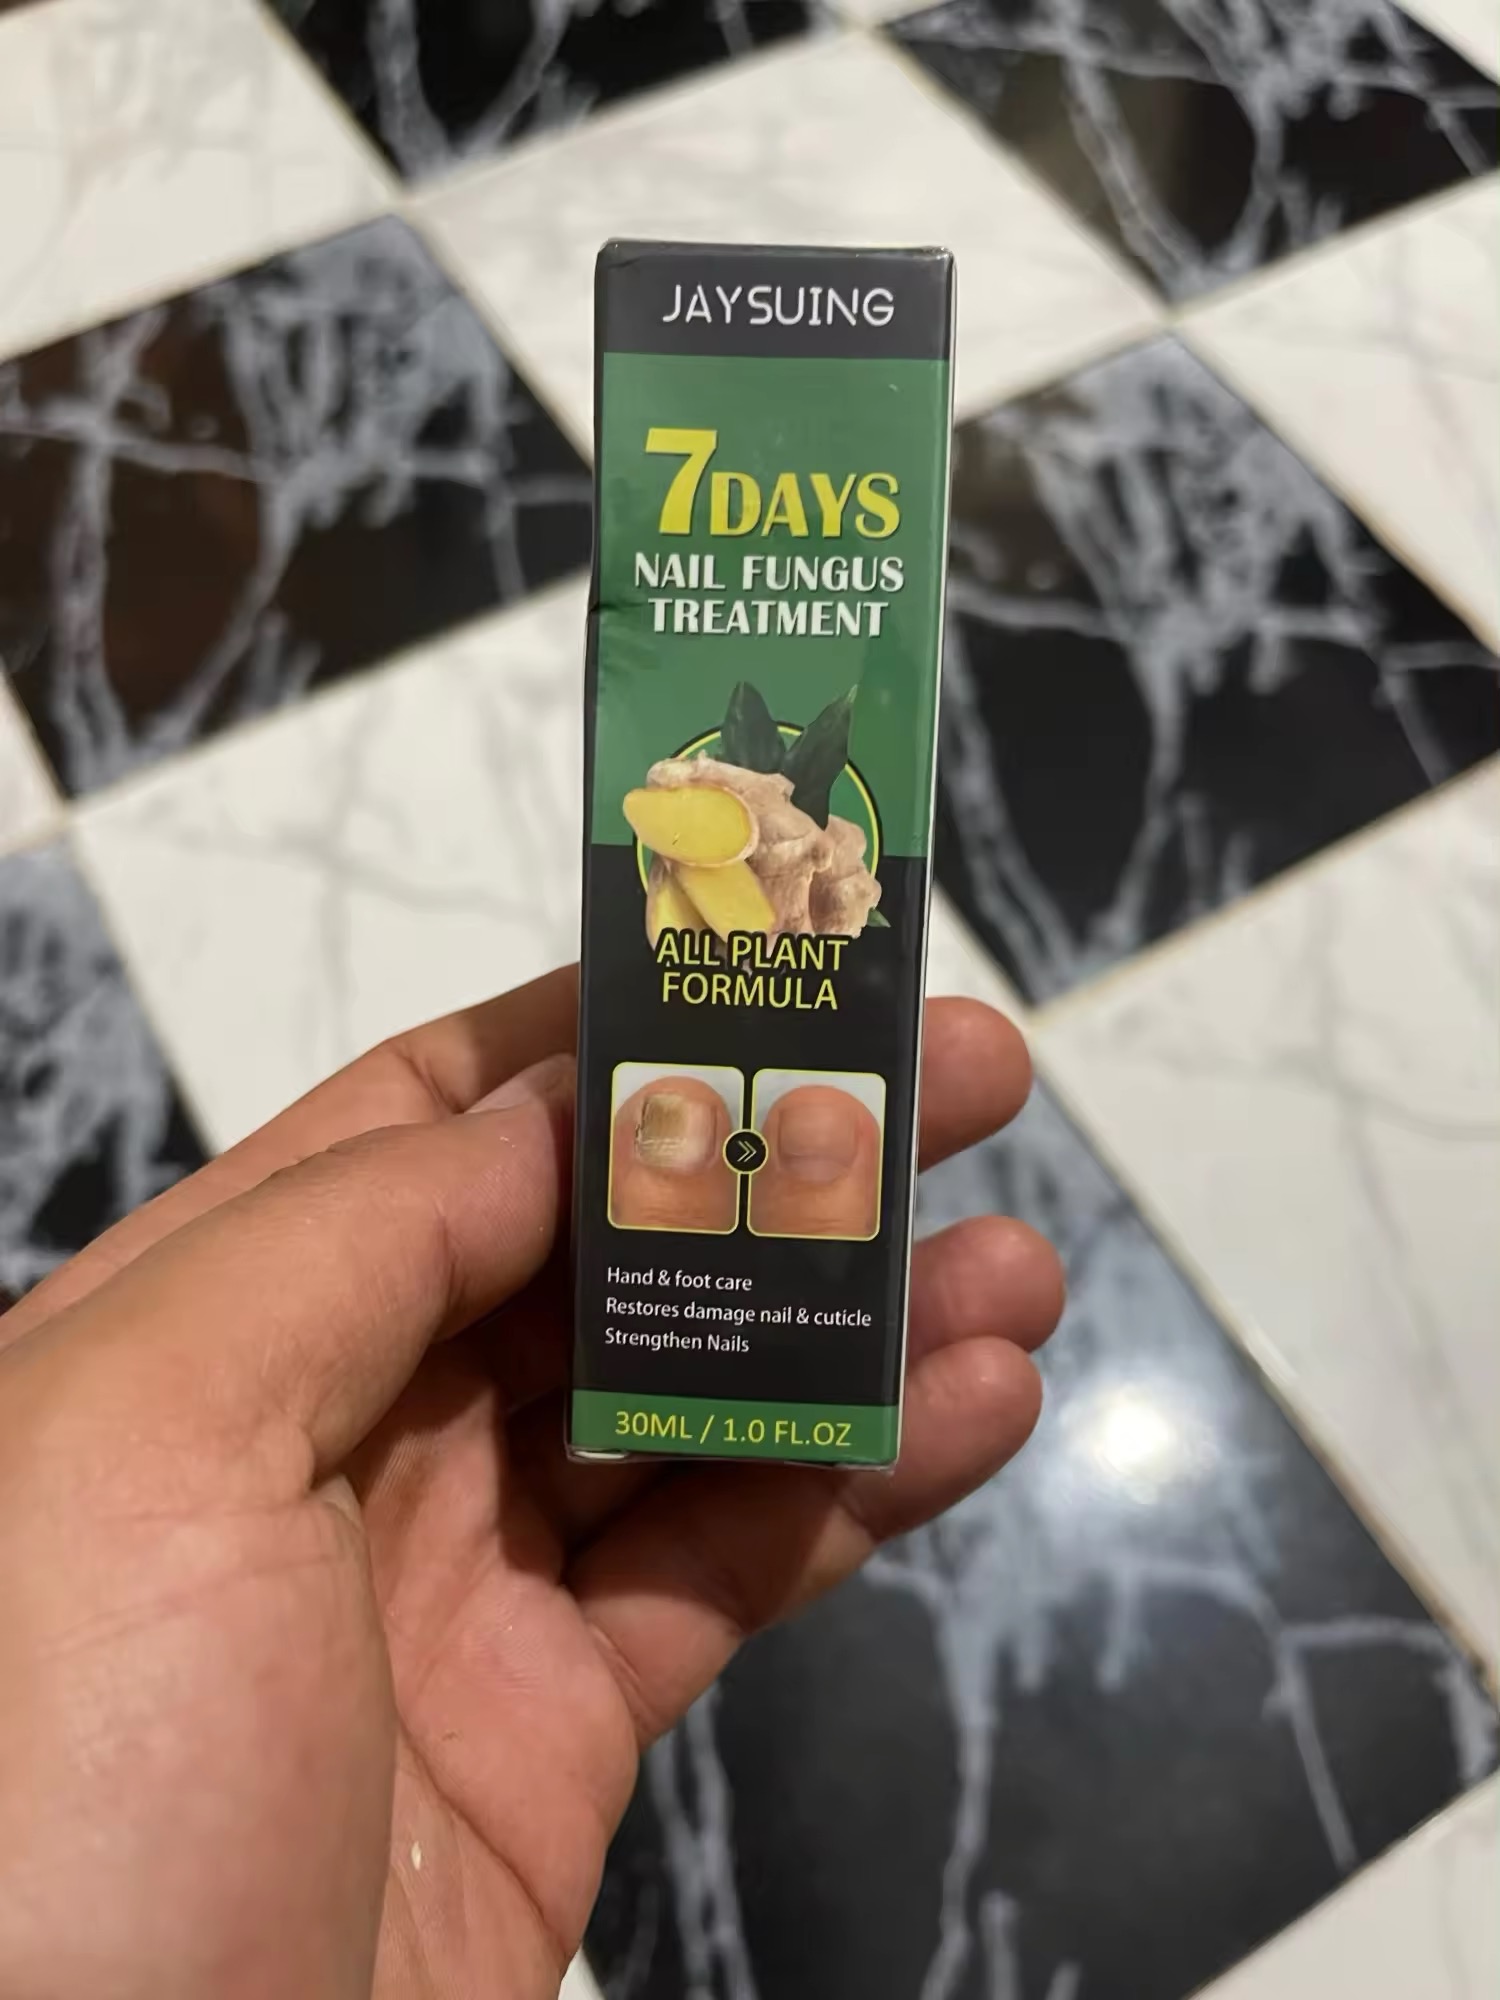 JAYSUING
7DAYS
NAIL FUNGUS
TREATMENT
ALL PLANT
FORMULA
Hand & foot care
Restores damage nail & cuticle
Strengthen Nails
30ML / 1.0 FL.OZ